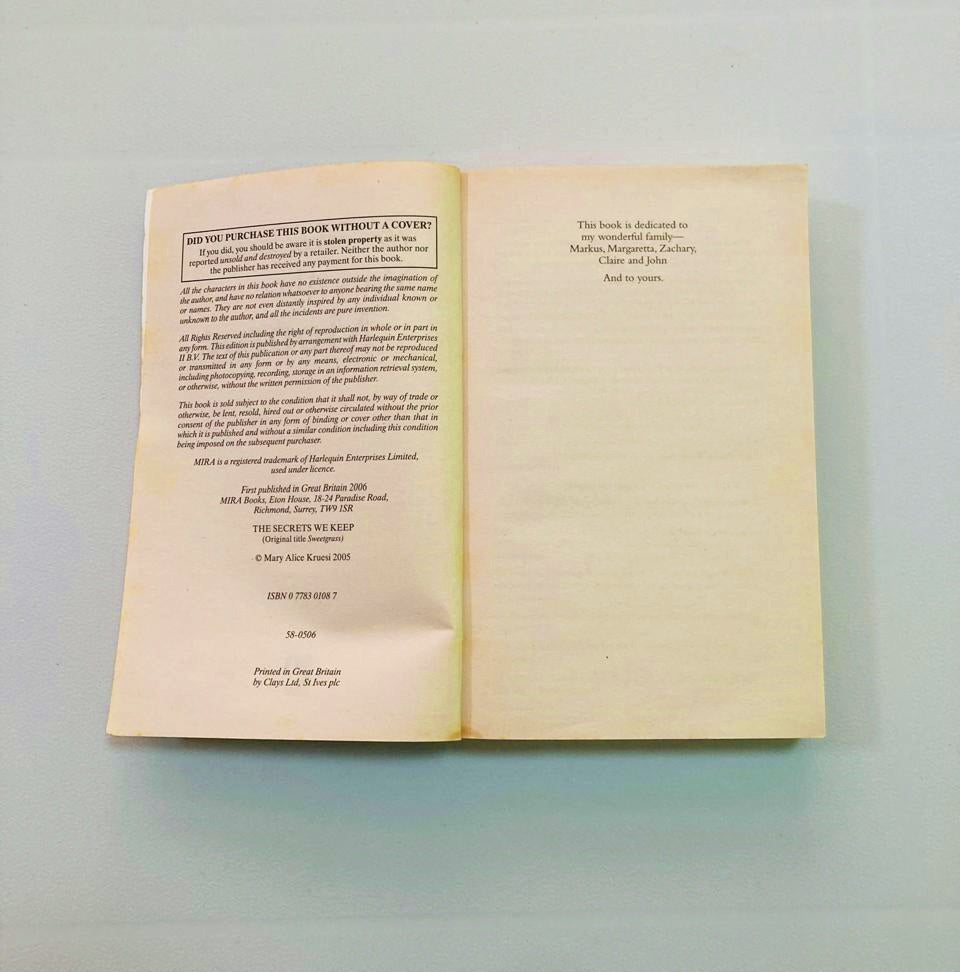 DID YOU PURCHASE THIS BOOK WITHOUT A COVER?
If you did, you should be aware it is stolen property as it was
reported unsold and destroyed by a retailer. Neither the author nor
the publisher has received any payment for this book.
All the characters in this book have no existence outside the imagination of
the author, and have no relation whatsoever to anyone bearing the same name
or names. They are not even distantly inspired by any individual known or
unknown to the author, and all the incidents are pure invention.
All Rights Reserved including the right of reproduction in whole or in part in
any form. This edition is published by arrangement with Harlequin Enterprises
II B.V. The text of this publication or any part thereof may not be reproduced
or transmitted in any form or by any means, electronic or mechanical,
including photocopying, recording, storage in an information retrieval system,
or otherwise, without the written permission of the publisher.
This book is sold subject to the condition that it shall not, by way of trade or
otherwise, be lent, resold, hired out or otherwise circulated without the prior
consent of the publisher in any form of binding or cover other than that in
which it is published and without a similar condition including this condition
being imposed on the subsequent purchaser.
MIRA is a registered trademark of Harlequin Enterprises Limited,
used under licence.
First published in Great Britain 2006
MIRA Books, Eton House, 18-24 Paradise Road,
Richmond, Surrey, TW9 1SR
THE SECRETS WE KEEP
(Original title Sweetgrass)
© Mary Alice Kruesi 2005
ISBN 0 7783 0108 7
58-0506
Printed in Great Britain
by Clays Ltd, St Ives plc
This book is dedicated to
my wonderful family—
Markus, Margaretta, Zachary,
Claire and John
And to yours.